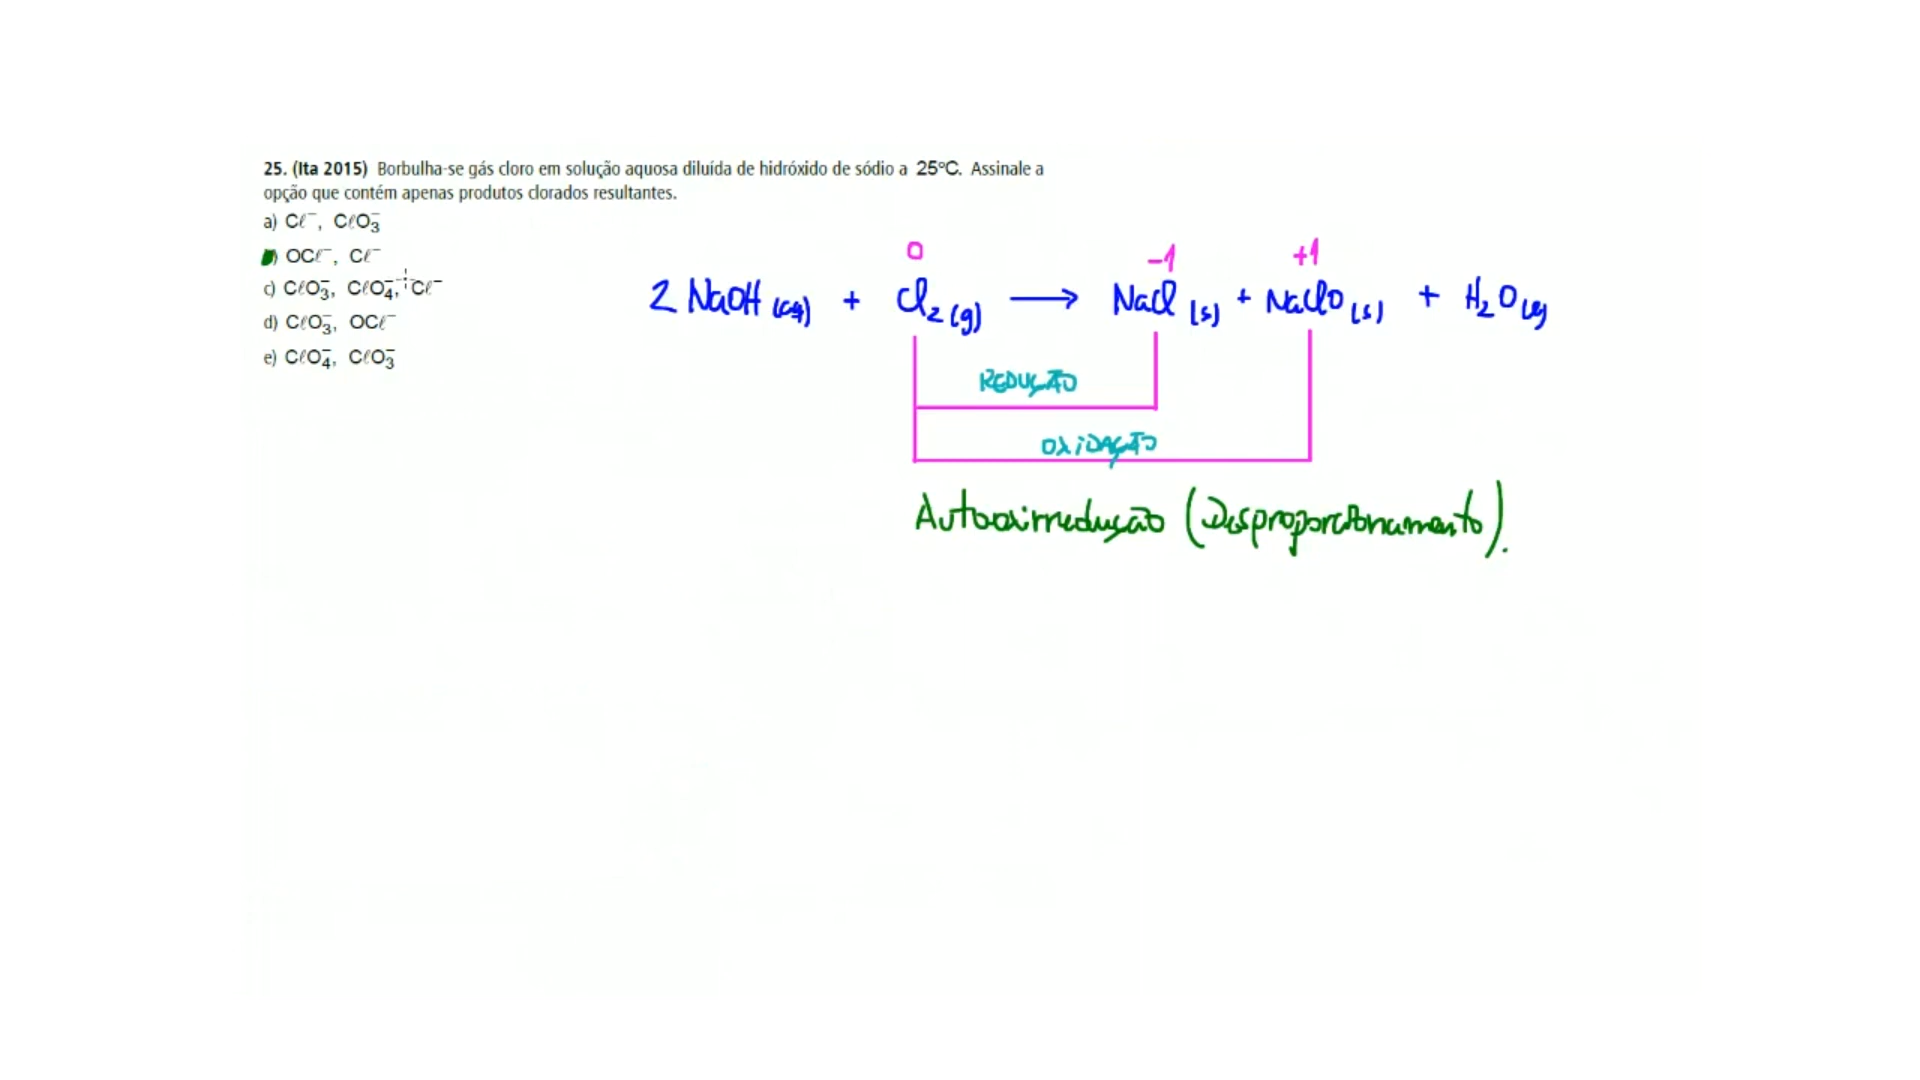 25. (Ita 2015) Borbulha-se gás cloro em solução aquosa diluída de hidróxido de sódio a 25°C. Assinale a
opção que contém apenas produtos clorados resultantes.
a) Cℓ⁻, CℓO₃⁻
) OCℓ⁻, Cℓ⁻
c) CℓO₃⁻, CℓO₄⁻, Cℓ⁻
d) CℓO₃⁻, OCℓ⁻
e) CℓO₄⁻, CℓO₃⁻
0 -1 +1
2 NaOH (aq) + Cl₂ (g) → NaCl (s) + NaClO (s) + H₂O
REDUÇÃO
OXIDAÇÃO
Autooxirredução (Desproporcionamento).